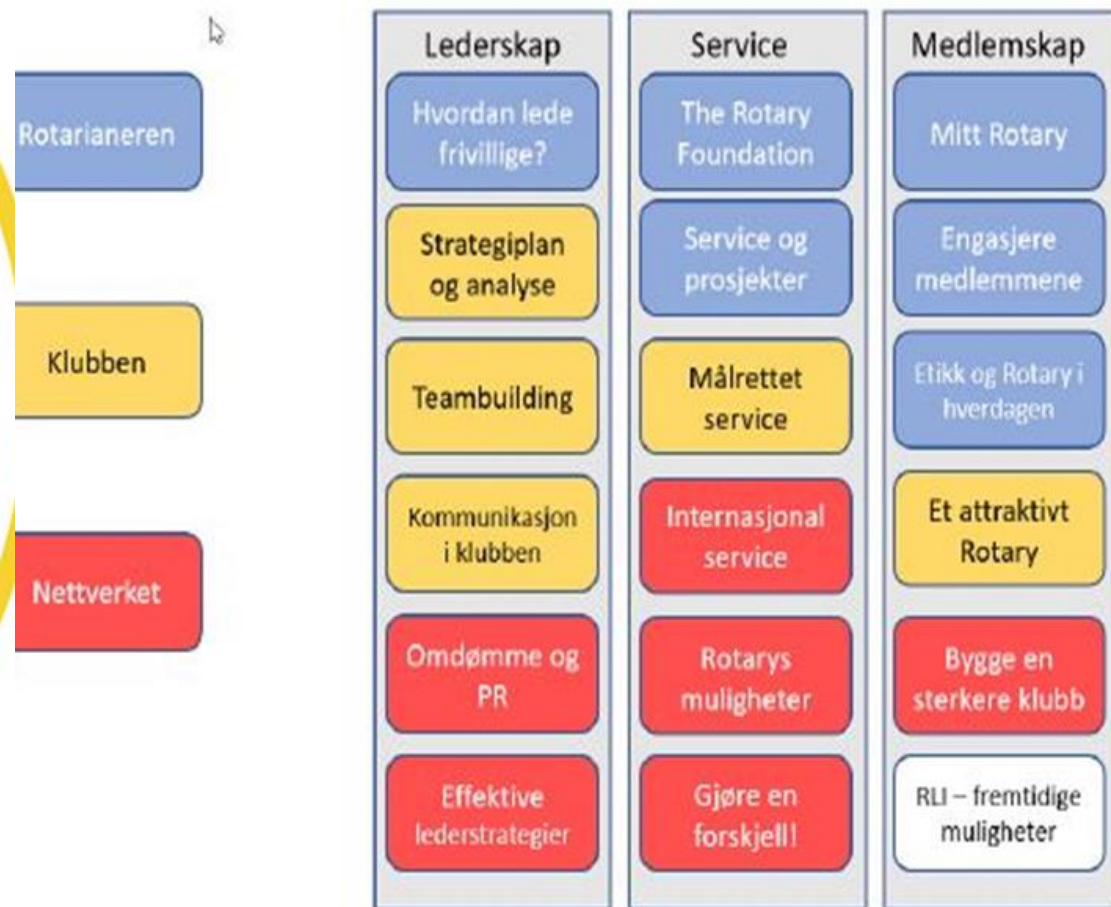 Rotarianeren
Klubben
Nettverket
Lederskap
Hvordan lede
frivillige?
Strategiplan
og analyse
Teambuilding
Kommunikasjon
i klubben
Omdømme og
PR
Effektive
lederstrategier
Service
The Rotary
Foundation
Service og
prosjekter
Målrettet
service
Internasjonal
service
Rotarys
muligheter
Gjøre en
forskjell!
Medlemskap
Mitt Rotary
Engasjere
medlemmene
Etikk og Rotary i
hverdagen
Et attraktivt
Rotary
Bygge en
sterkere klubb
RLI – fremtidige
muligheter